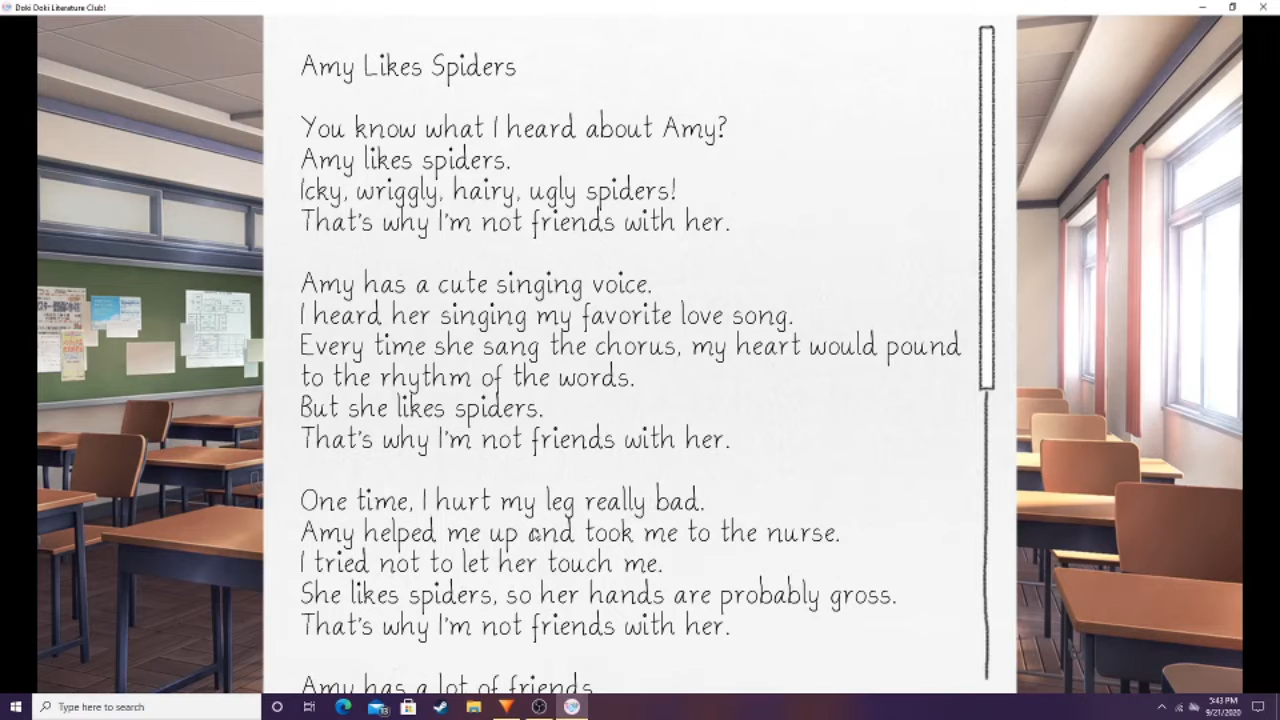 Doki Doki Literature Club!
Amy Likes Spiders
You know what I heard about Amy?
Amy likes spiders.
Icky, wriggly, hairy, ugly spiders!
That's why I'm not friends with her.
Amy has a cute singing voice.
I heard her singing my favorite love song.
Every time she sang the chorus, my heart would pound
to the rhythm of the words.
But she likes spiders.
That's why I'm not friends with her.
One time, I hurt my leg really bad.
Amy helped me up and took me to the nurse.
I tried not to let her touch me.
She likes spiders, so her hands are probably gross.
That's why I'm not friends with her.
Amy has a lot of friends
Type here to search
5:43 PM
9/21/2020